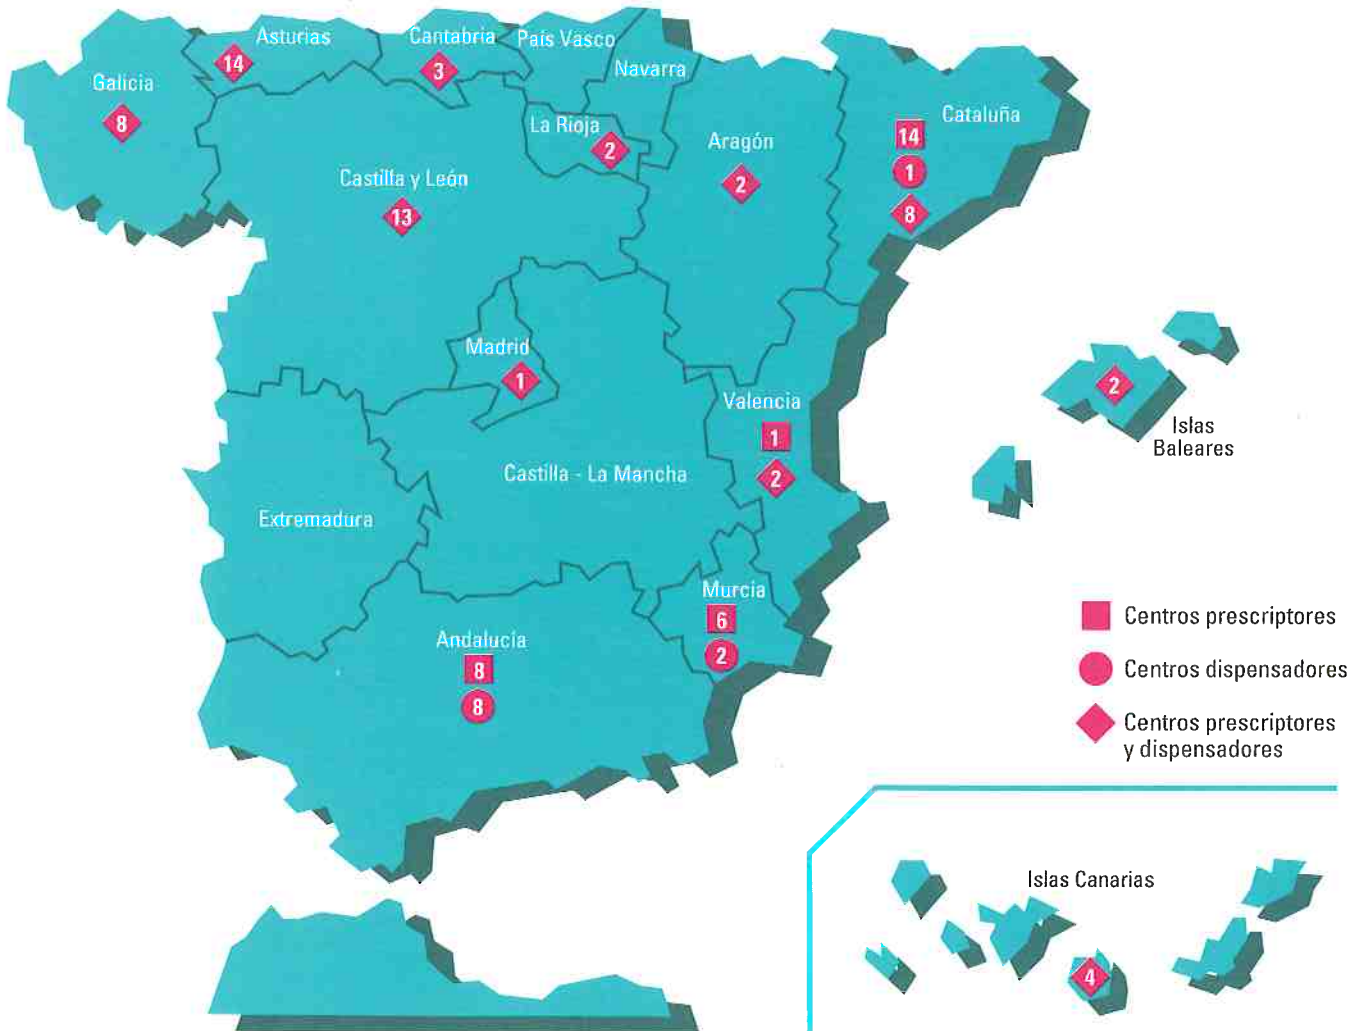 Asturias
14
Cantabria
3
País Vasco
Navarra
Galicia
8
La Rioja
2
Aragón
2
Cataluña
14
1
8
Castilla y León
13
Madrid
1
Valencia
1
2
Castilla - La Mancha
Extremadura
2
Islas
Baleares
Murcia
6
2
Andalucía
8
8
Centros prescriptores
Centros dispensadores
Centros prescriptores
y dispensadores
Islas Canarias
4